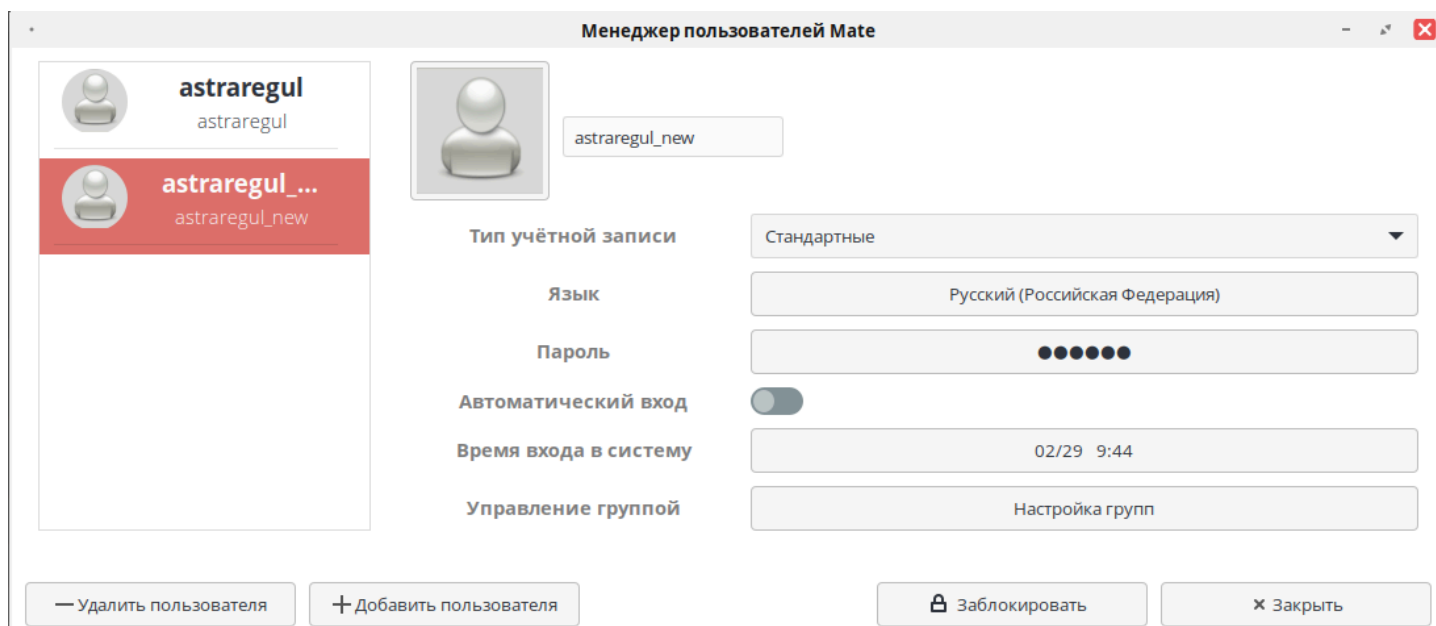 Менеджер пользователей Mate
astraregul
astraregul
astraregul_...
astraregul_new
astraregul_new
Тип учётной записи Стандартные
Язык Русский (Российская Федерация)
Пароль ●●●●●●
Автоматический вход
Время входа в систему 02/29 9:44
Управление группой Настройка групп
Удалить пользователя Добавить пользователя Заблокировать Закрыть